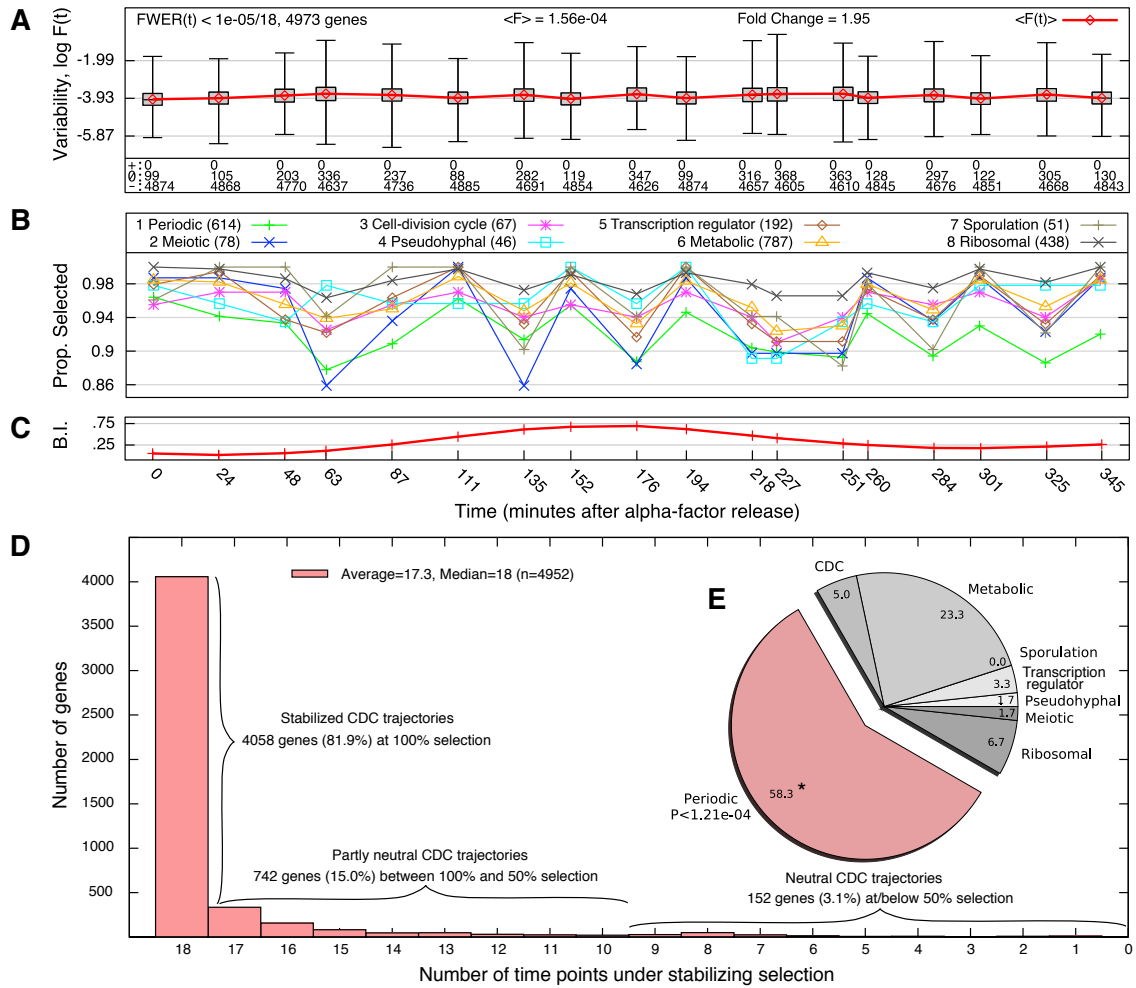 A
FWER(t) < 1e-05/18, 4973 genes
<F> = 1.56e-04
Fold Change = 1.95
<F(t)>
Variability, log F(t)
-1.99
-3.93
-5.87
+: 0 0 0 0 0 0 0 0 0 0 0 0 0 0 0 0 0 0
0: 99 105 203 336 237 88 282 119 347 99 316 368 363 128 297 122 305 130
-: 4874 4868 4770 4637 4736 4885 4691 4854 4626 4874 4657 4605 4610 4845 4676 4851 4668 4843
B
1 Periodic (614)
3 Cell-division cycle (67)
5 Transcription regulator (192)
7 Sporulation (51)
2 Meiotic (78)
4 Pseudohyphal (46)
6 Metabolic (787)
8 Ribosomal (438)
Prop. Selected
0.98
0.94
0.9
0.86
C
B.I.
.75
.25
0 24 48 63 87 111 135 152 176 194 218 227 251 260 284 301 325 345
Time (minutes after alpha-factor release)
D
Number of genes
4000
3500
3000
2500
2000
1500
1000
500
Average=17.3, Median=18 (n=4952)
Stabilized CDC trajectories
4058 genes (81.9%) at 100% selection
Partly neutral CDC trajectories
742 genes (15.0%) between 100% and 50% selection
Neutral CDC trajectories
152 genes (3.1%) at/below 50% selection
18 17 16 15 14 13 12 11 10 9 8 7 6 5 4 3 2 1 0
Number of time points under stabilizing selection
E
CDC
5.0
Metabolic
23.3
Sporulation
0.0
Transcription
regulator
3.3
Pseudohyphal
1.7
Meiotic
1.7
Ribosomal
6.7
Periodic
P<1.21e-04
58.3 *